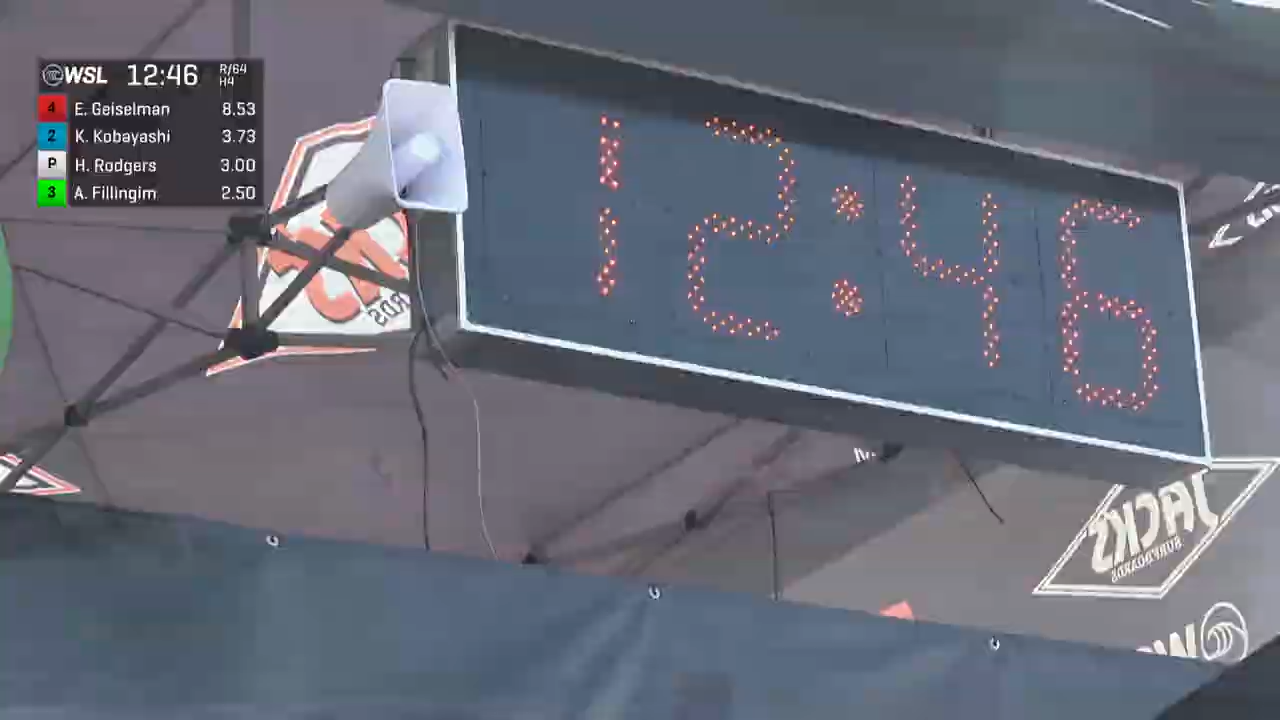 WSL 12:46 R/64 H4
4 E. Geiselman 8.53
2 K. Kobayashi 3.73
P H. Rodgers 3.00
3 A. Fillingim 2.50
12:46
RDS
JACKS
SURFBOARDS
W